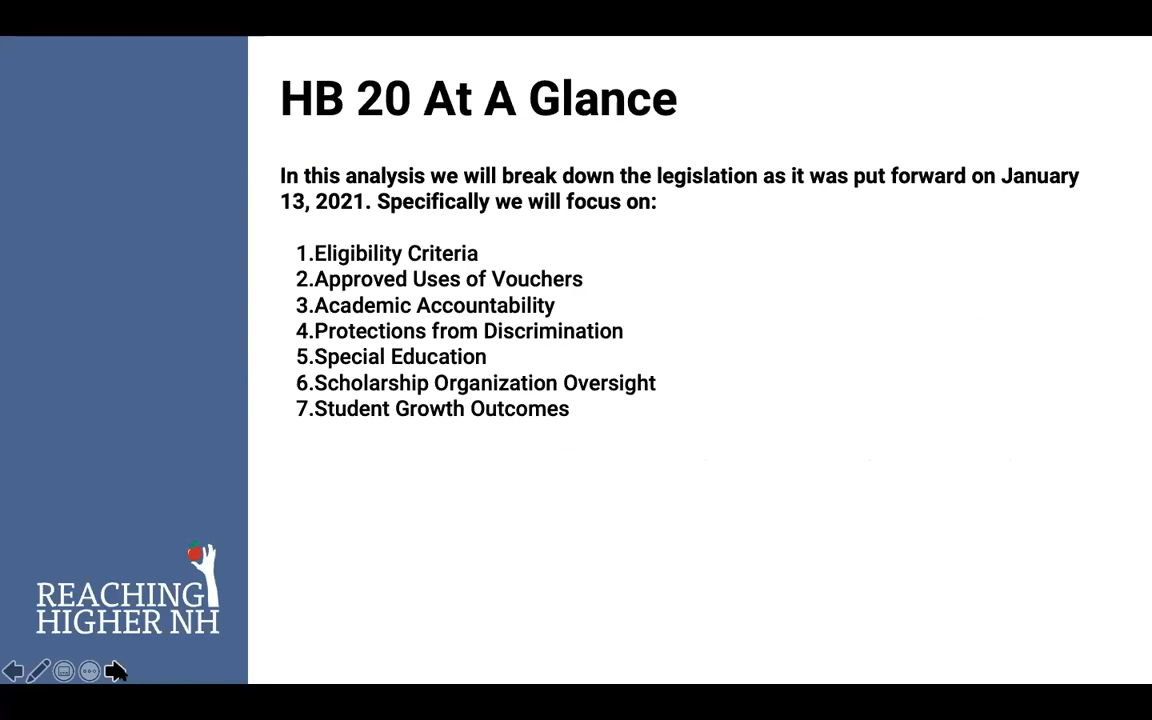 HB 20 At A Glance
In this analysis we will break down the legislation as it was put forward on January
13, 2021. Specifically we will focus on:
1.Eligibility Criteria
2.Approved Uses of Vouchers
3.Academic Accountability
4.Protections from Discrimination
5.Special Education
6.Scholarship Organization Oversight
7.Student Growth Outcomes
REACHING
HIGHER NH